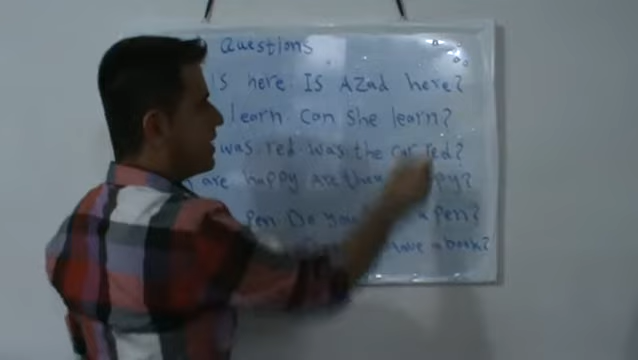 Questions
is here. Is Azad here?
learn. Can she learn?
was red. was the car red?
are happy. are they
pen Do you a pen?
have a book?